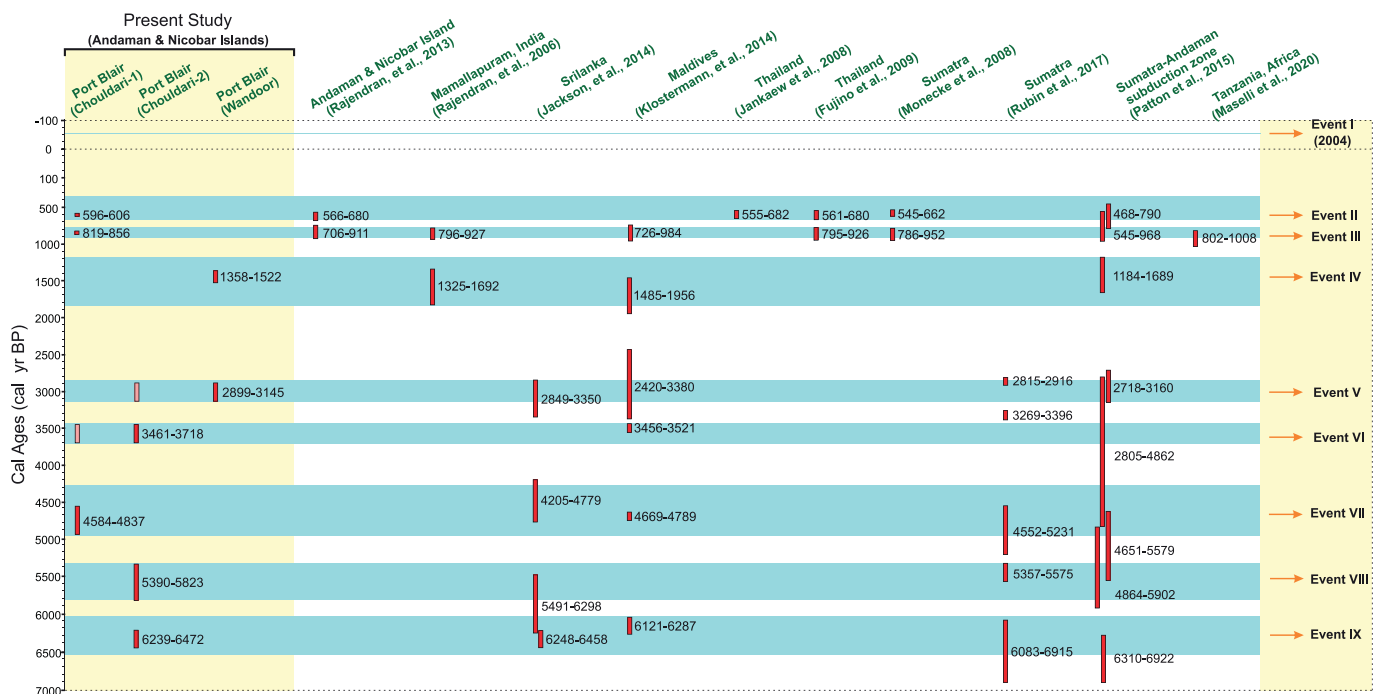 Present Study
(Andaman & Nicobar Islands)
Port Blair
(Chouldari-1)
Port Blair
(Chouldari-2)
Port Blair
(Wandoor)
Andaman & Nicobar Island
(Rajendran, et al., 2013)
Mamallapuram, India
(Rajendran, et al., 2006)
Srilanka
(Jackson, et al., 2014)
Maldives
(Klostermann, et al., 2014)
Thailand
(Jankaew et al., 2008)
Thailand
(Fujino et al., 2009)
Sumatra
(Monecke et al., 2008)
Sumatra
(Rubin et al., 2017)
Sumatra-Andaman
subduction zone
(Patton et al., 2015)
Tanzania, Africa
(Maselli et al., 2020)
Cal Ages (cal yr BP)
-100
0
100
500
1000
1500
2000
2500
3000
3500
4000
4500
5000
5500
6000
6500
7000
Event I
(2004)
596-606
566-680
555-682
561-680
545-662
468-790
Event II
819-856
706-911
796-927
726-984
795-926
786-952
545-968
802-1008
Event III
1358-1522
1325-1692
1485-1956
1184-1689
Event IV
2899-3145
2849-3350
2420-3380
2815-2916
3269-3396
2718-3160
Event V
3461-3718
3456-3521
2805-4862
Event VI
4584-4837
4205-4779
4669-4789
4552-5231
4651-5579
Event VII
5390-5823
5491-6298
5357-5575
4864-5902
Event VIII
6239-6472
6248-6458
6121-6287
6083-6915
6310-6922
Event IX